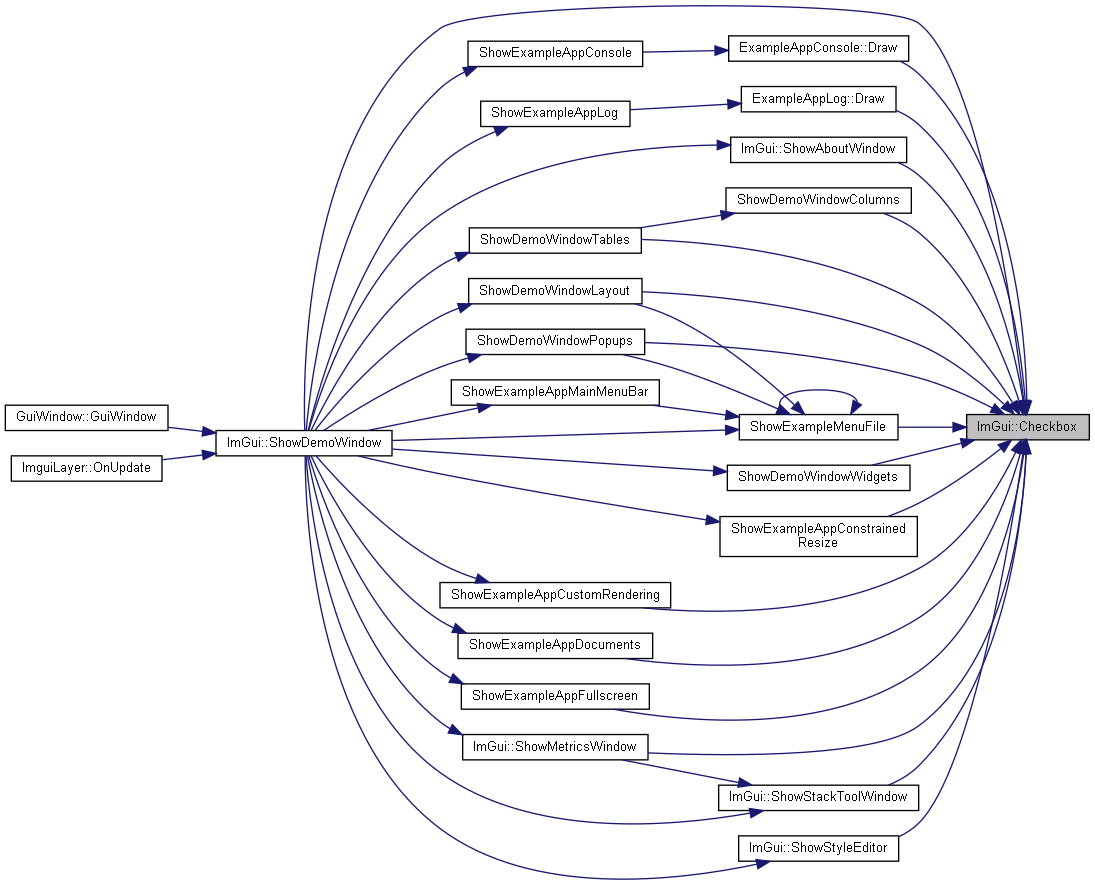 ExampleAppConsole::Draw
ShowExampleAppConsole
ExampleAppLog::Draw
ShowExampleAppLog
ImGui::ShowAboutWindow
ShowDemoWindowColumns
ShowDemoWindowTables
ShowDemoWindowLayout
ShowDemoWindowPopups
ShowExampleAppMainMenuBar
GuiWindow::GuiWindow
ShowExampleMenuFile
ImGui::Checkbox
ImGui::ShowDemoWindow
ImguiLayer::OnUpdate
ShowDemoWindowWidgets
ShowExampleAppConstrained
Resize
ShowExampleAppCustomRendering
ShowExampleAppDocuments
ShowExampleAppFullscreen
ImGui::ShowMetricsWindow
ImGui::ShowStackToolWindow
ImGui::ShowStyleEditor